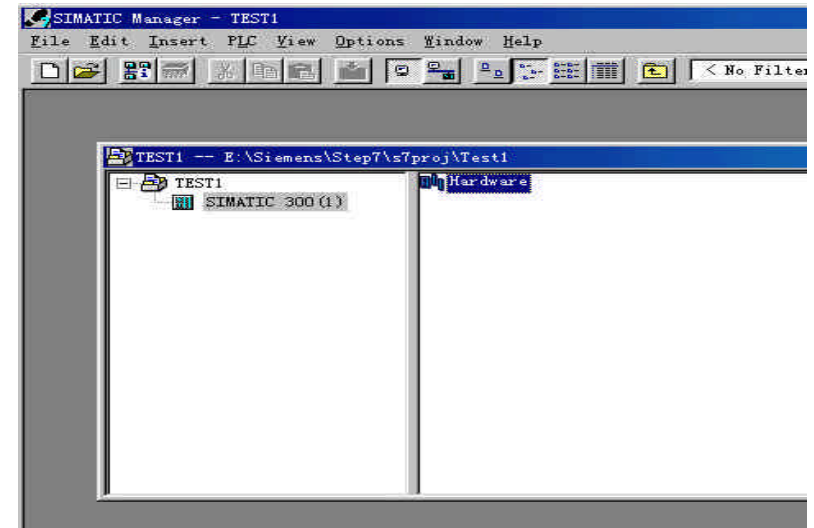 SIMATIC Manager - TEST1
File Edit Insert PLC View Options Window Help
< No Filter
TEST1 -- E:\Siemens\Step7\s7proj\Test1
TEST1
Hardware
SIMATIC 300(1)